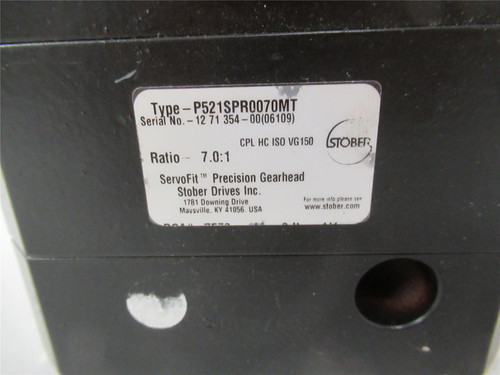 Type - P521SPR0070MT
Serial No. - 12 71 354-00(06109)
CPL HC ISO VG150
STOBER
Ratio - 7.0:1
ServoFit™ Precision Gearhead
Stober Drives Inc.
1781 Downing Drive
Maysville, KY 41056. USA
For more info please see
www.stober.com